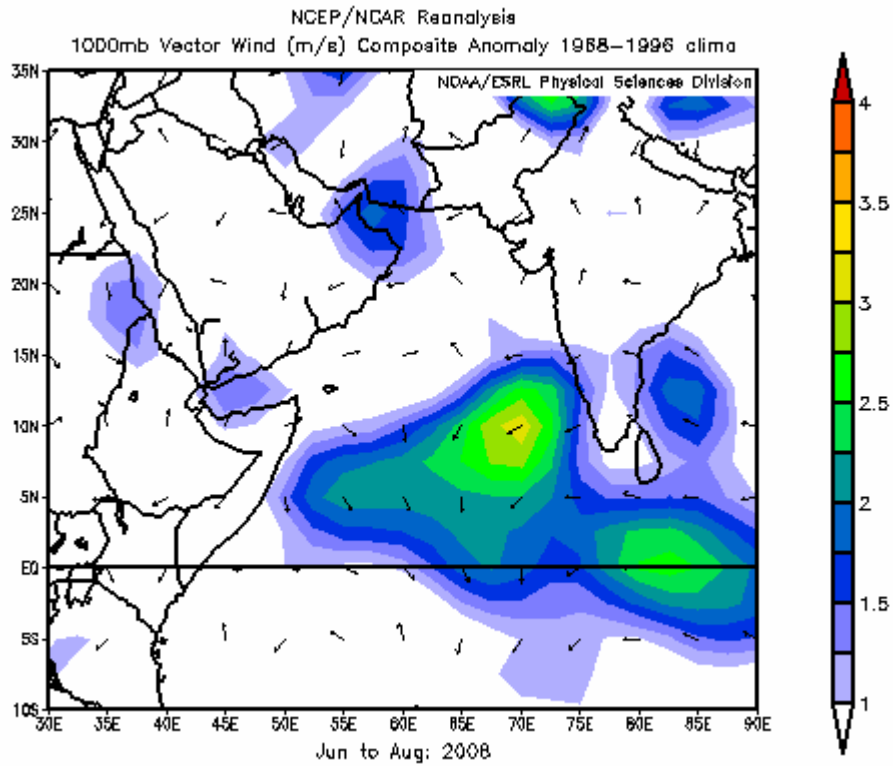 NCEP/NCAR Reanalysis
1000mb Vector Wind (m/s) Composite Anomaly 1968-1996 clima
NOAA/ESRL Physical Sciences Division
35N
30N
25N
20N
15N
10N
5N
EQ
5S
10S
30E 35E 40E 45E 50E 55E 60E 65E 70E 75E 80E 85E 90E
Jun to Aug: 2008
4
3.5
3
2.5
2
1.5
1